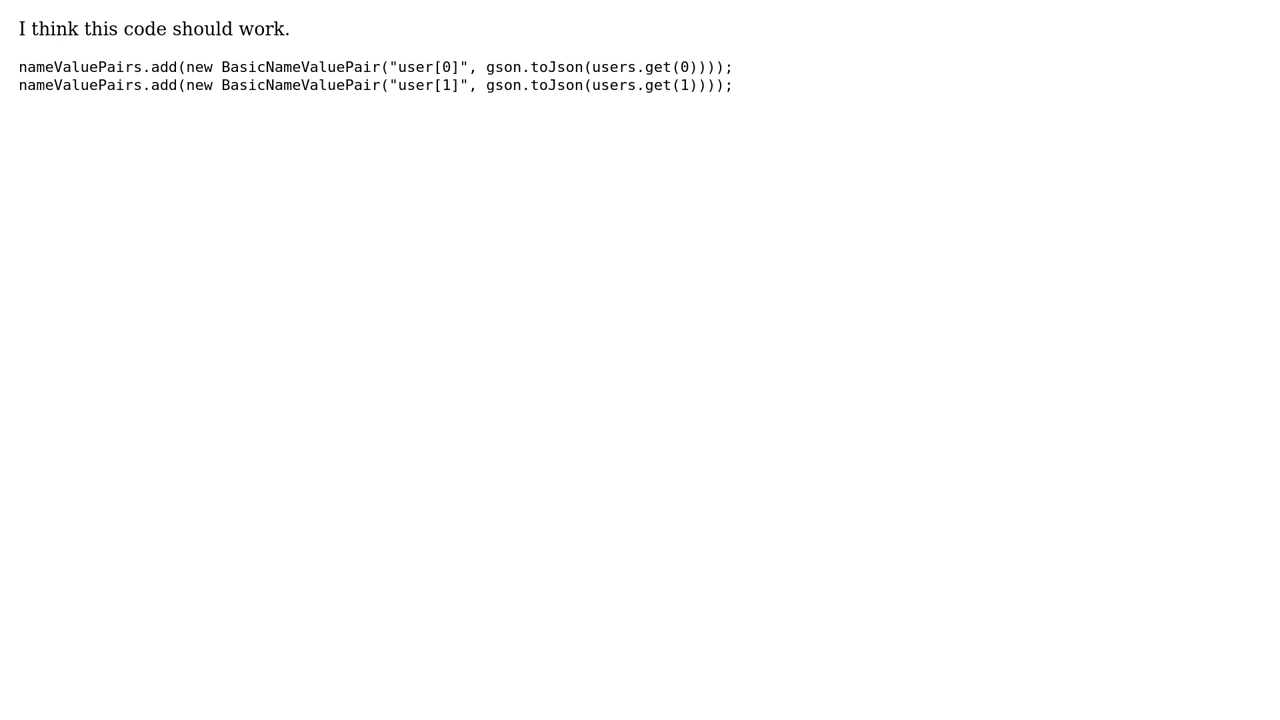 I think this code should work.
nameValuePairs.add(new BasicNameValuePair("user[0]", gson.toJson(users.get(0))));
nameValuePairs.add(new BasicNameValuePair("user[1]", gson.toJson(users.get(1))));